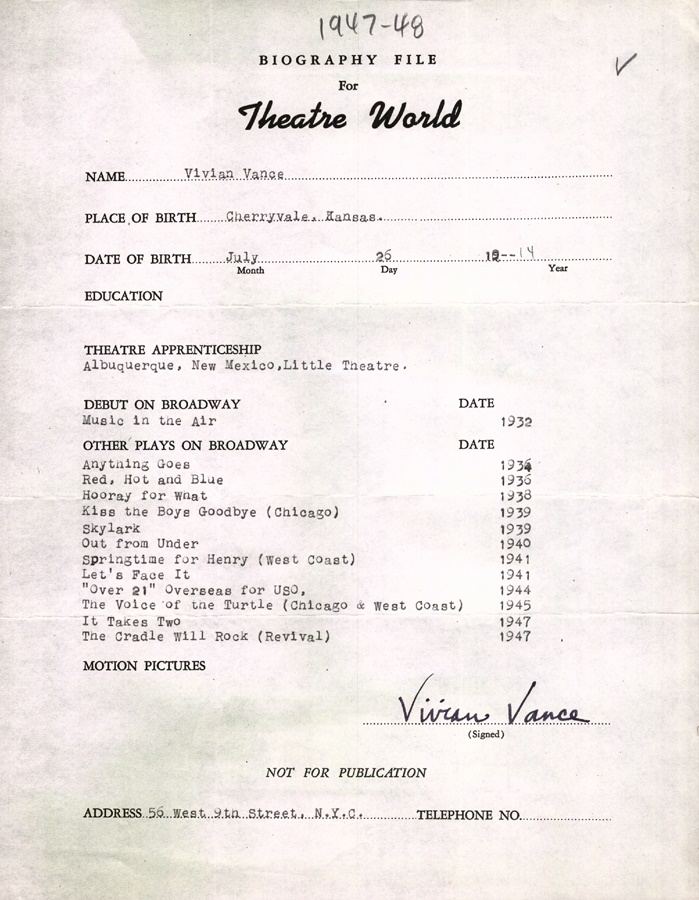 1947-48
BIOGRAPHY FILE
For
Theatre World
NAME Vivian Vance
PLACE OF BIRTH Cherryvale, Kansas.
DATE OF BIRTH July 26 19--14
Month Day Year
EDUCATION
THEATRE APPRENTICESHIP
Albuquerque, New Mexico,Little Theatre.
DEBUT ON BROADWAY DATE
Music in the Air 1932
OTHER PLAYS ON BROADWAY DATE
Anything Goes 1934
Red, Hot and Blue 1936
Hooray for What 1938
Kiss the Boys Goodbye (Chicago) 1939
Skylark 1939
Out from Under 1940
Springtime for Henry (West Coast) 1941
Let's Face It 1941
"Over 21" Overseas for USO, 1944
The Voice of the Turtle (Chicago & West Coast) 1945
It Takes Two 1947
The Cradle Will Rock (Revival) 1947
MOTION PICTURES
Vivian Vance
(Signed)
NOT FOR PUBLICATION
ADDRESS 56 West 9th Street, N.Y.C. TELEPHONE NO.